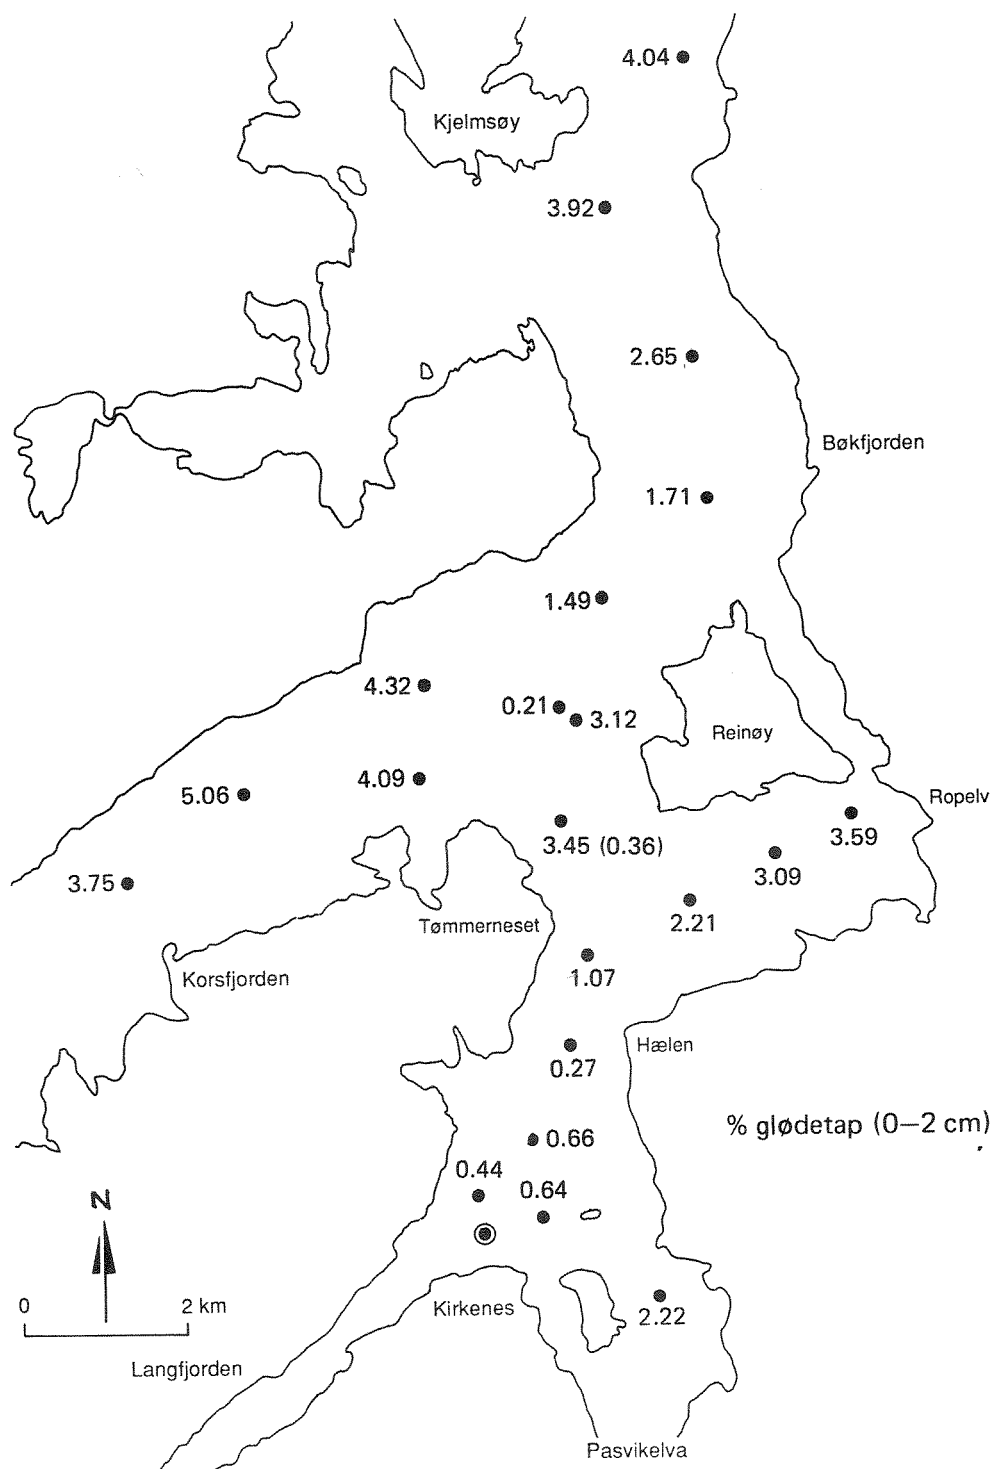 4.04
Kjelmsøy
3.92
2.65
Bøkfjorden
1.71
1.49
4.32
0.21
3.12
Reinøy
4.09
5.06
Ropelv
3.45 (0.36)
3.59
3.09
3.75
2.21
Tømmerneset
1.07
Korsfjorden
Hælen
0.27
% glødetap (0–2 cm)
0.66
0.44
0.64
N
0 2 km
Kirkenes
2.22
Langfjorden
Pasvikelva